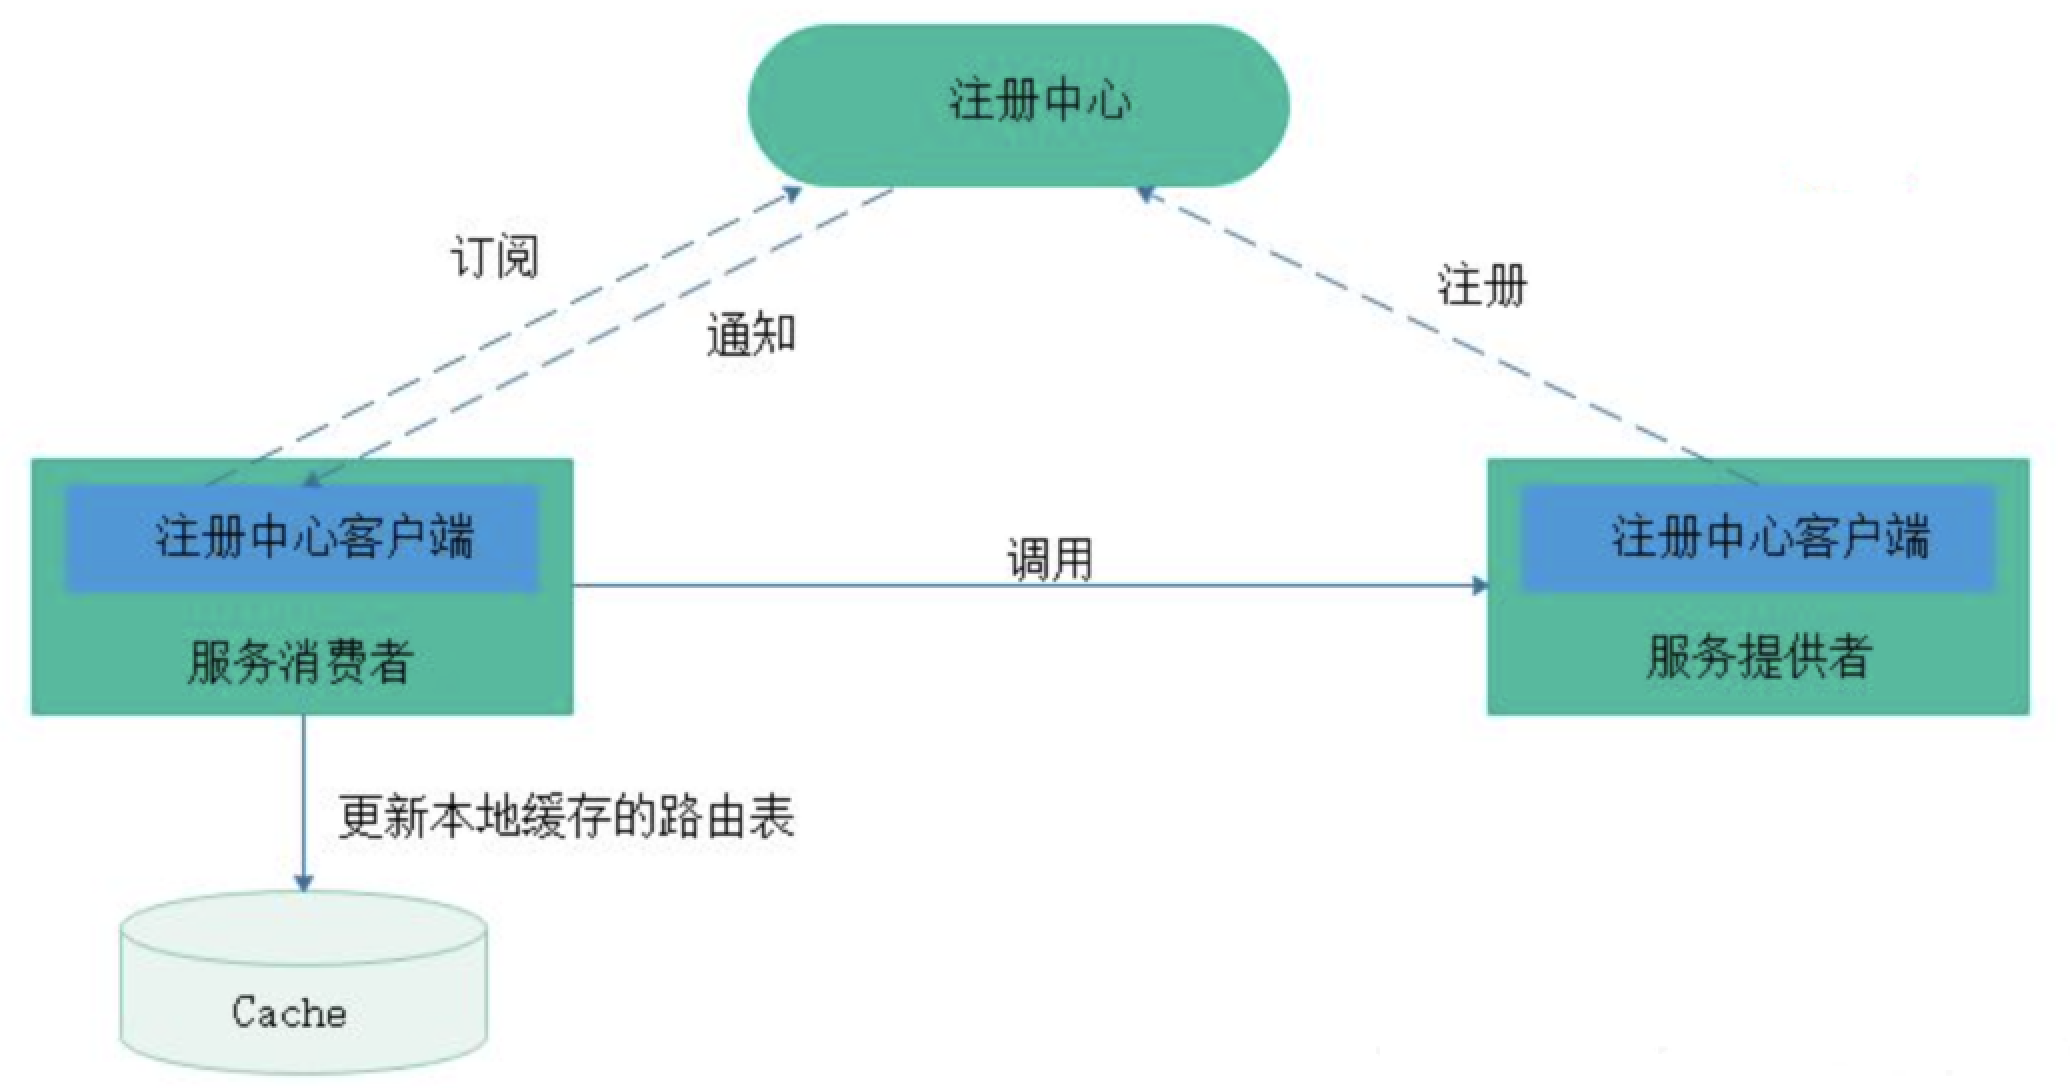 注册中心
订阅
注册
通知
注册中心客户端
注册中心客户端
调用
服务消费者
服务提供者
更新本地缓存的路由表
Cache